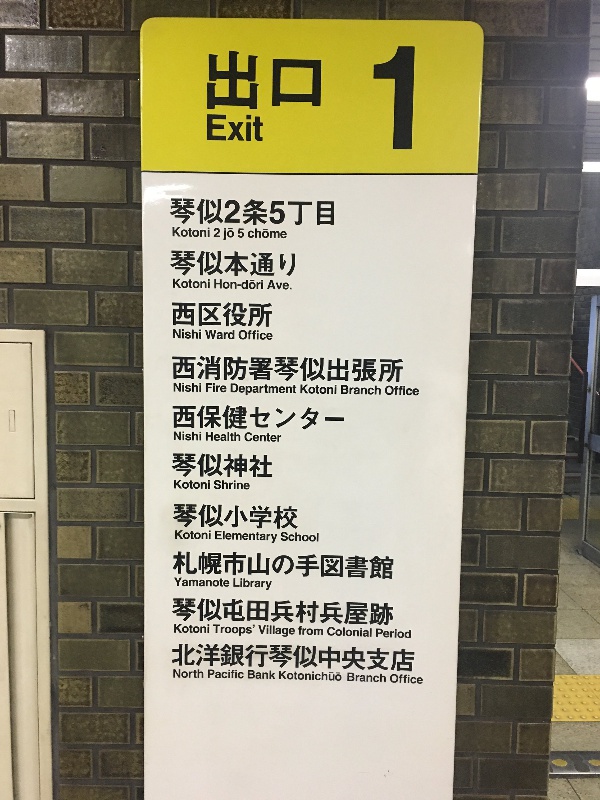 出口 1
Exit
琴似2条5丁目
Kotoni 2 jō 5 chōme
琴似本通り
Kotoni Hon-dōri Ave.
西区役所
Nishi Ward Office
西消防署琴似出張所
Nishi Fire Department Kotoni Branch Office
西保健センター
Nishi Health Center
琴似神社
Kotoni Shrine
琴似小学校
Kotoni Elementary School
札幌市山の手図書館
Yamanote Library
琴似屯田兵村兵屋跡
Kotoni Troops' Village from Colonial Period
北洋銀行琴似中央支店
North Pacific Bank Kotonichūō Branch Office